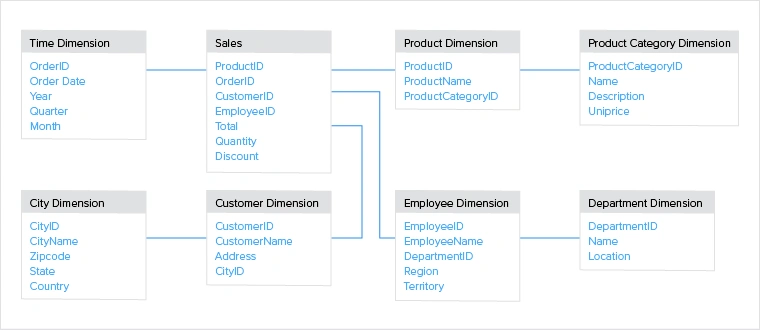 Time Dimension
OrderID
Order Date
Year
Quarter
Month
Sales
ProductID
OrderID
CustomerID
EmployeeID
Total
Quantity
Discount
Product Dimension
ProductID
ProductName
ProductCategoryID
Product Category Dimension
ProductCategoryID
Name
Description
Uniprice
City Dimension
CityID
CityName
Zipcode
State
Country
Customer Dimension
CustomerID
CustomerName
Address
CityID
Employee Dimension
EmployeeID
EmployeeName
DepartmentID
Region
Territory
Department Dimension
DepartmentID
Name
Location